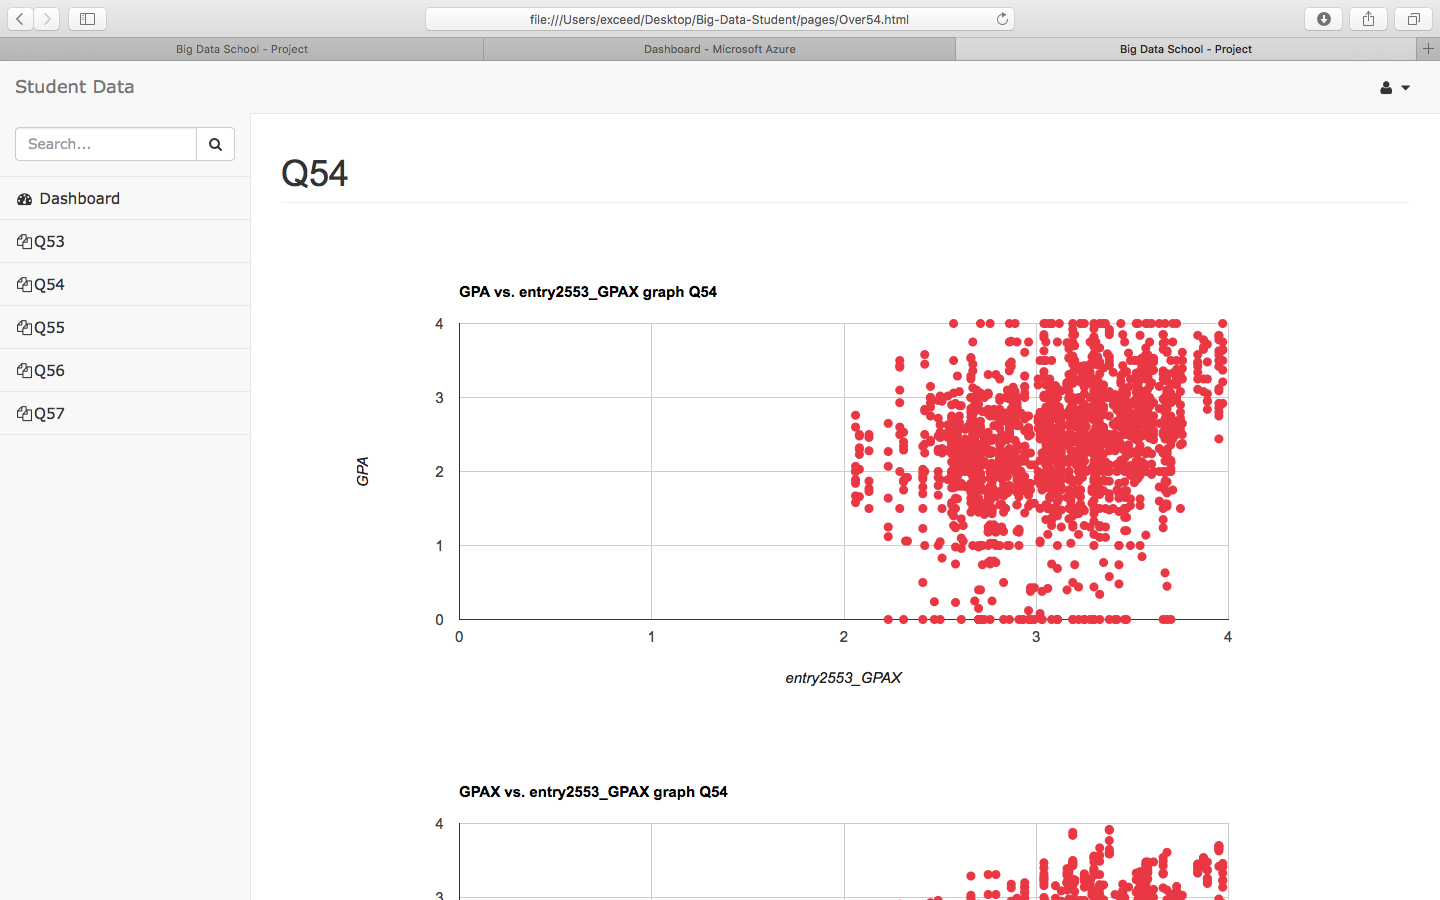 file:///Users/exceed/Desktop/Big-Data-Student/pages/Over54.html
Big Data School - Project
Dashboard - Microsoft Azure
Big Data School - Project
Student Data
Search...
Dashboard
Q53
Q54
Q55
Q56
Q57
Q54
GPA vs. entry2553_GPAX graph Q54
4
3
2
1
0
GPA
0 1 2 3 4
entry2553_GPAX
GPAX vs. entry2553_GPAX graph Q54
4
3